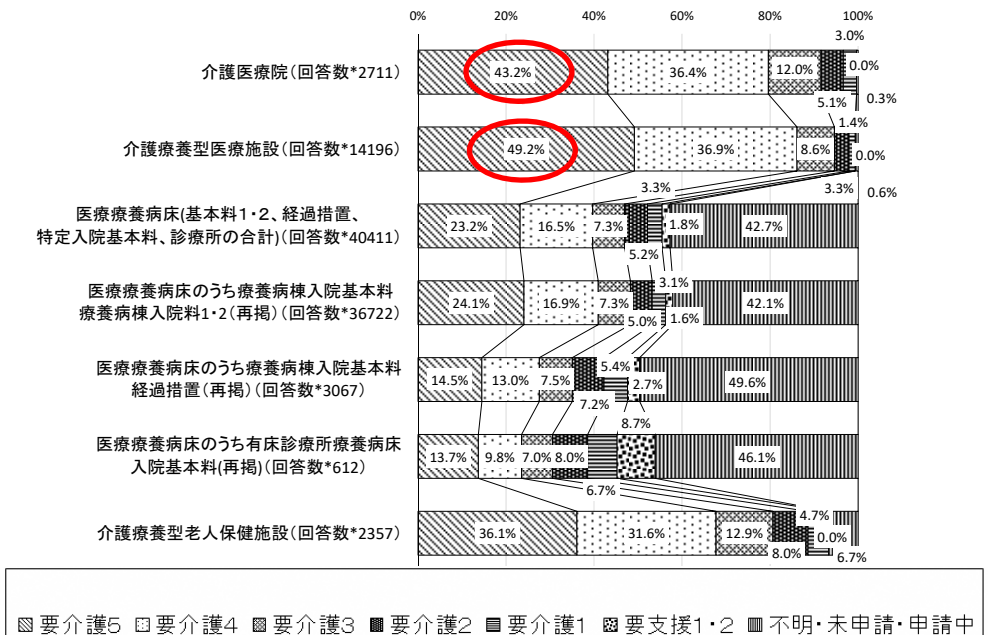 0% 20% 40% 60% 80% 100%
3.0%
介護医療院(回答数*2711) 43.2% 36.4% 12.0% 0.0%
5.1% 0.3%
1.4%
介護療養型医療施設(回答数*14196) 49.2% 36.9% 8.6% 0.0%
3.3% 3.3% 0.6%
医療療養病床(基本料1・2、経過措置、
特定入院基本料、診療所の合計)(回答数*40411) 23.2% 16.5% 7.3% 1.8% 42.7%
5.2%
3.1%
医療療養病床のうち療養病棟入院基本料
療養病棟入院料1・2(再掲)(回答数*36722) 24.1% 16.9% 7.3% 42.1%
5.0% 1.6%
5.4%
医療療養病床のうち療養病棟入院基本料
経過措置(再掲)(回答数*3067) 14.5% 13.0% 7.5% 2.7% 49.6%
7.2%
8.7%
医療療養病床のうち有床診療所療養病床
入院基本料(再掲)(回答数*612) 13.7% 9.8% 7.0% 8.0% 46.1%
6.7%
4.7%
介護療養型老人保健施設(回答数*2357) 36.1% 31.6% 12.9% 0.0%
8.0% 6.7%
要介護5 要介護4 要介護3 要介護2 要介護1 要支援1・2 不明・未申請・申請中